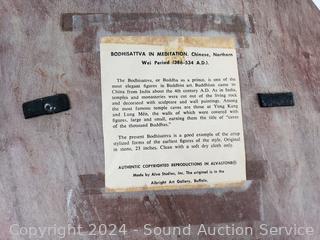 BODHISATTVA IN MEDITATION. Chinese, Northern
Wei Period (386-534 A.D.).
The Bodhisattva, or Buddha as a prince, is one of the
most elegant figures in Buddhist art. Buddhism came to
China from India about the 4th century A.D. As in India,
temples and monasteries were cut out of the living rock
and decorated with sculpture and wall paintings. Among
the most famous temple caves are those at Yung Kang
and Lung Mên, the walls of which were covered with
figures, large and small, earning them the title of "caves
of the thousand Buddhas."
The present Bodhisattva is a good example of the crisp
stylized forms of the earliest figures of the style. Original
in stone, 23 inches. Clean with a soft dry cloth only.
AUTHENTIC COPYRIGHTED REPRODUCTIONS IN ALVASTONE®.
Made by Alva Studios, Inc. The original is in the
Albright Art Gallery, Buffalo.
Copyright 2024 - Sound Auction Service